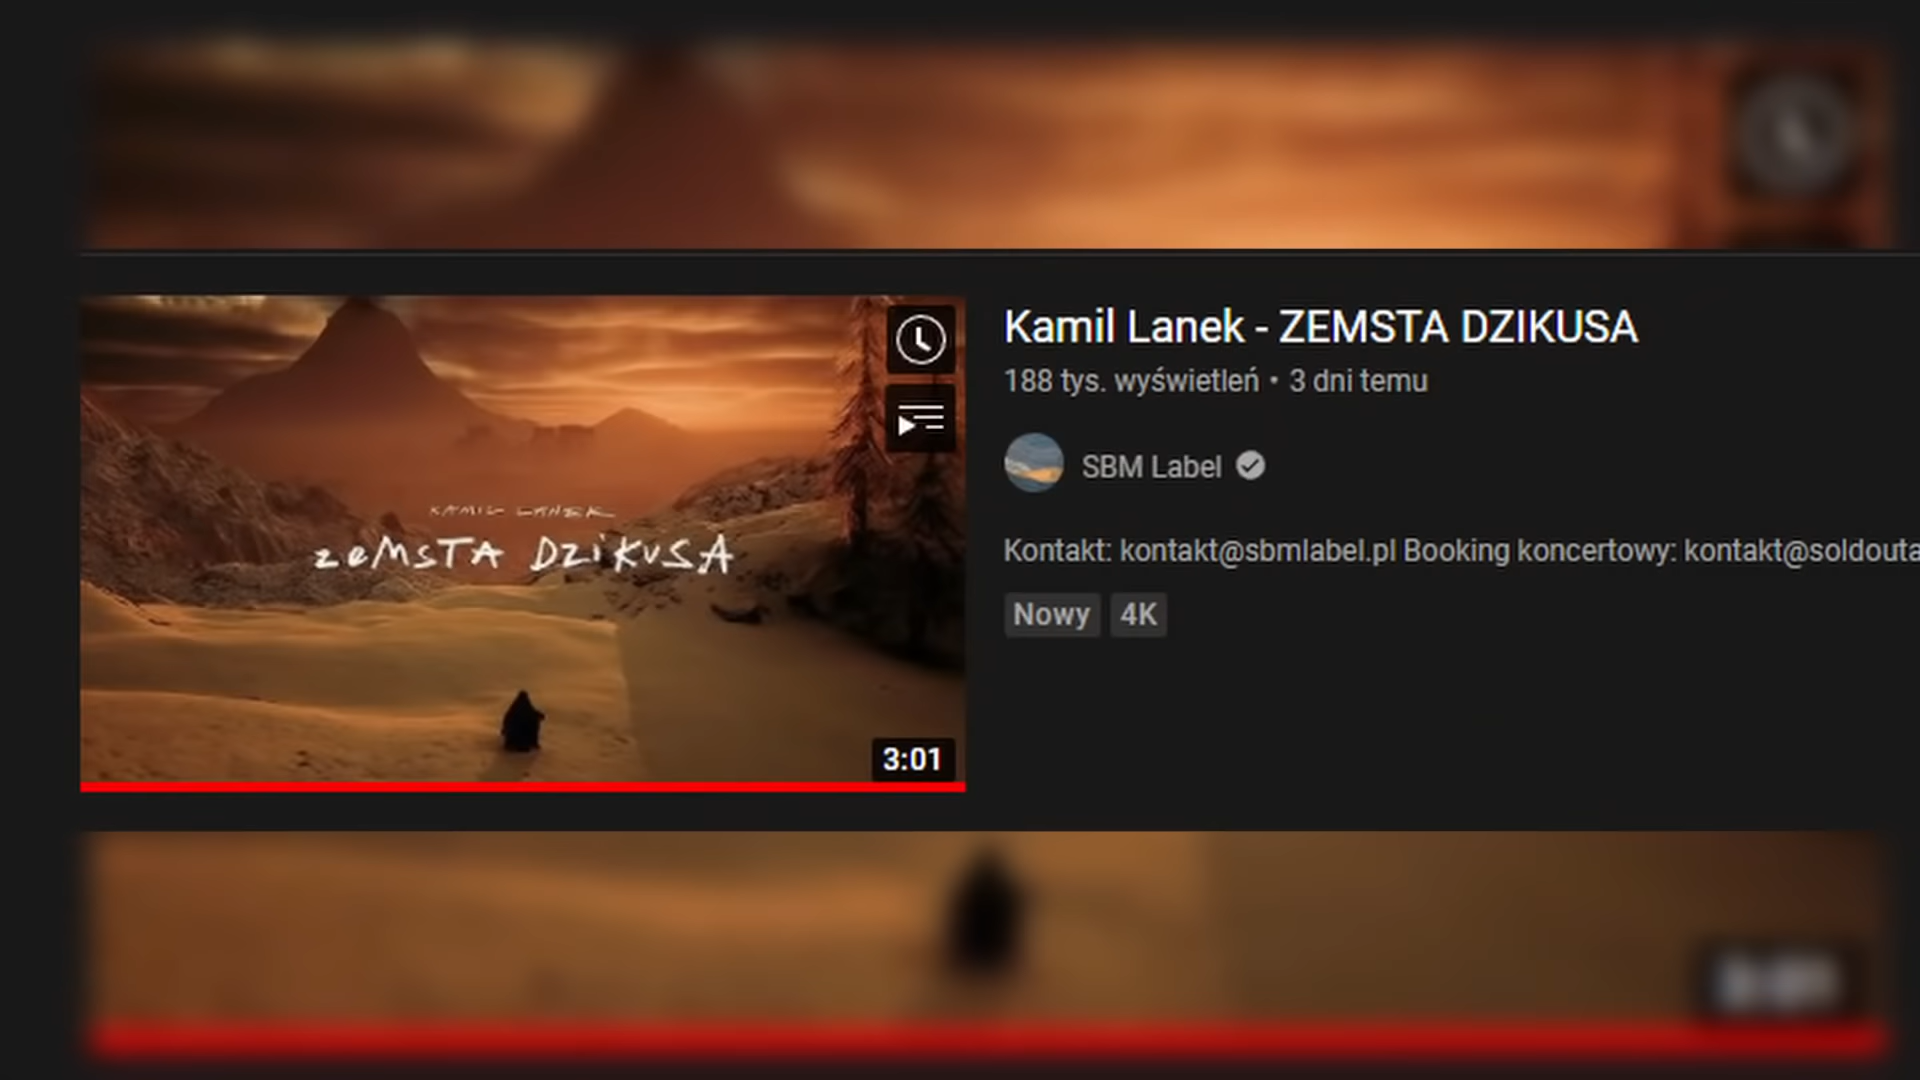 KAMIL LANEK
zeMsTA DZiKUSA
3:01
Kamil Lanek - ZEMSTA DZIKUSA
188 tys. wyświetleń • 3 dni temu
SBM Label
Kontakt: kontakt@sbmlabel.pl Booking koncertowy: kontakt@soldouta
Nowy 4K